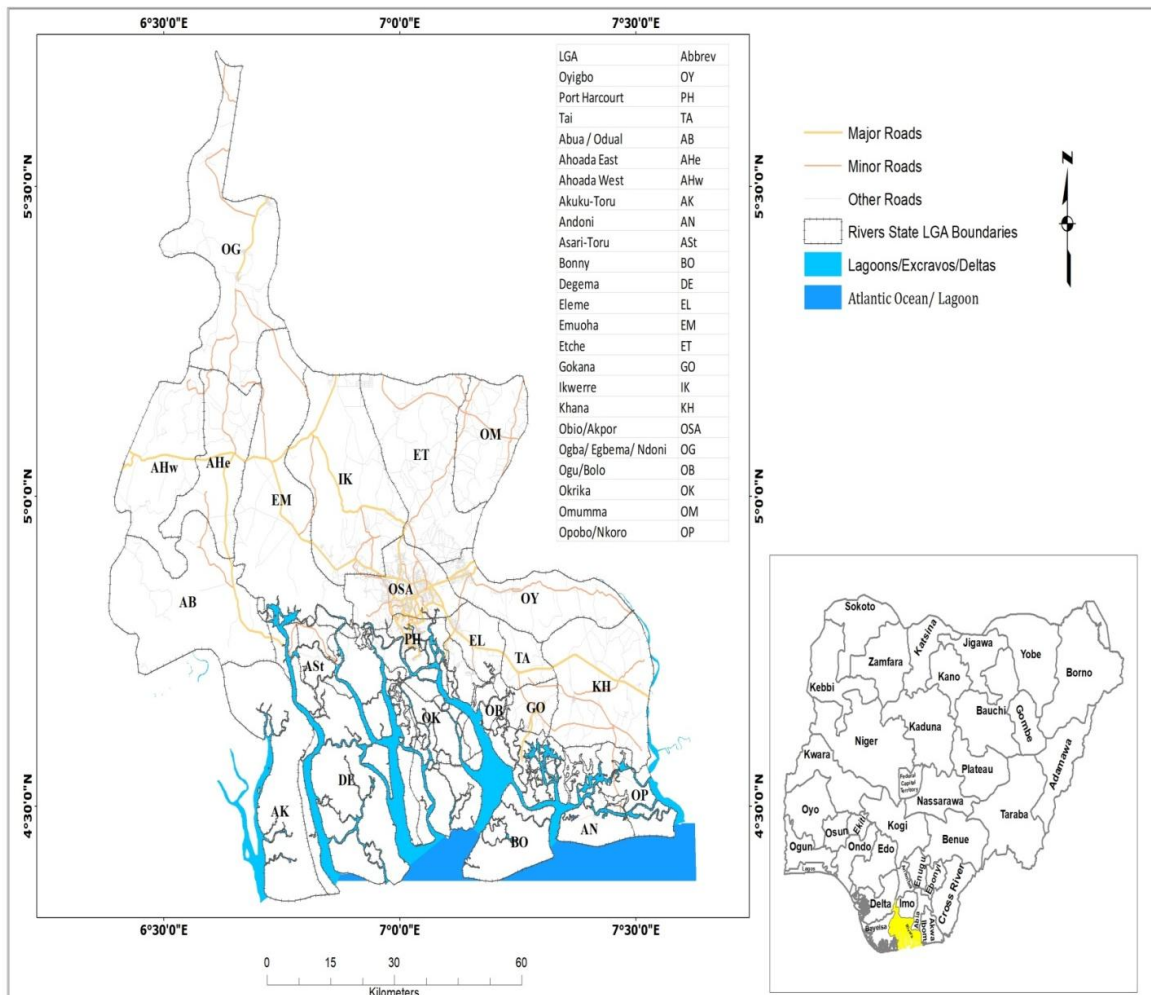 6°30'0"E 7°0'0"E 7°30'0"E
LGA Abbrev
Oyigbo OY
Port Harcourt PH
Tai TA
Abua / Odual AB
Ahoada East AHe
Ahoada West AHw
Akuku-Toru AK
Andoni AN
Asari-Toru ASt
Bonny BO
Degema DE
Eleme EL
Emuoha EM
Etche ET
Gokana GO
Ikwerre IK
Khana KH
Obio/Akpor OSA
Ogba/ Egbema/ Ndoni OG
Ogu/Bolo OB
Okrika OK
Omumma OM
Opobo/Nkoro OP
5°30'0"N
5°0'0"N
4°30'0"N
5°30'0"N
5°0'0"N
4°30'0"N
OG
OM
ET
AHw
AHe
IK
EM
OSA
OY
AB
PH
EL
TA
ASt
KH
OB
GO
OK
DE
OP
AK
AN
BO
6°30'0"E 7°0'0"E 7°30'0"E
0 15 30 60
Kilometers
Major Roads
Minor Roads
Other Roads
Rivers State LGA Boundaries
Lagoons/Excravos/Deltas
Atlantic Ocean/ Lagoon
N
Sokoto
Katsina
Jigawa
Zamfara
Yobe
Borno
Kano
Kebbi
Bauchi
Gombe
Kaduna
Niger
Adamawa
Kwara
Plateau
Federal
Capital
Territory
Nassarawa
Oyo
Taraba
Ekiti
Kogi
Osun
Benue
Ogun
Ondo
Edo
Enugu
Ebonyi
Lagos
Cross River
Delta
Imo
Abia
Akwa
Ibom
Bayelsa